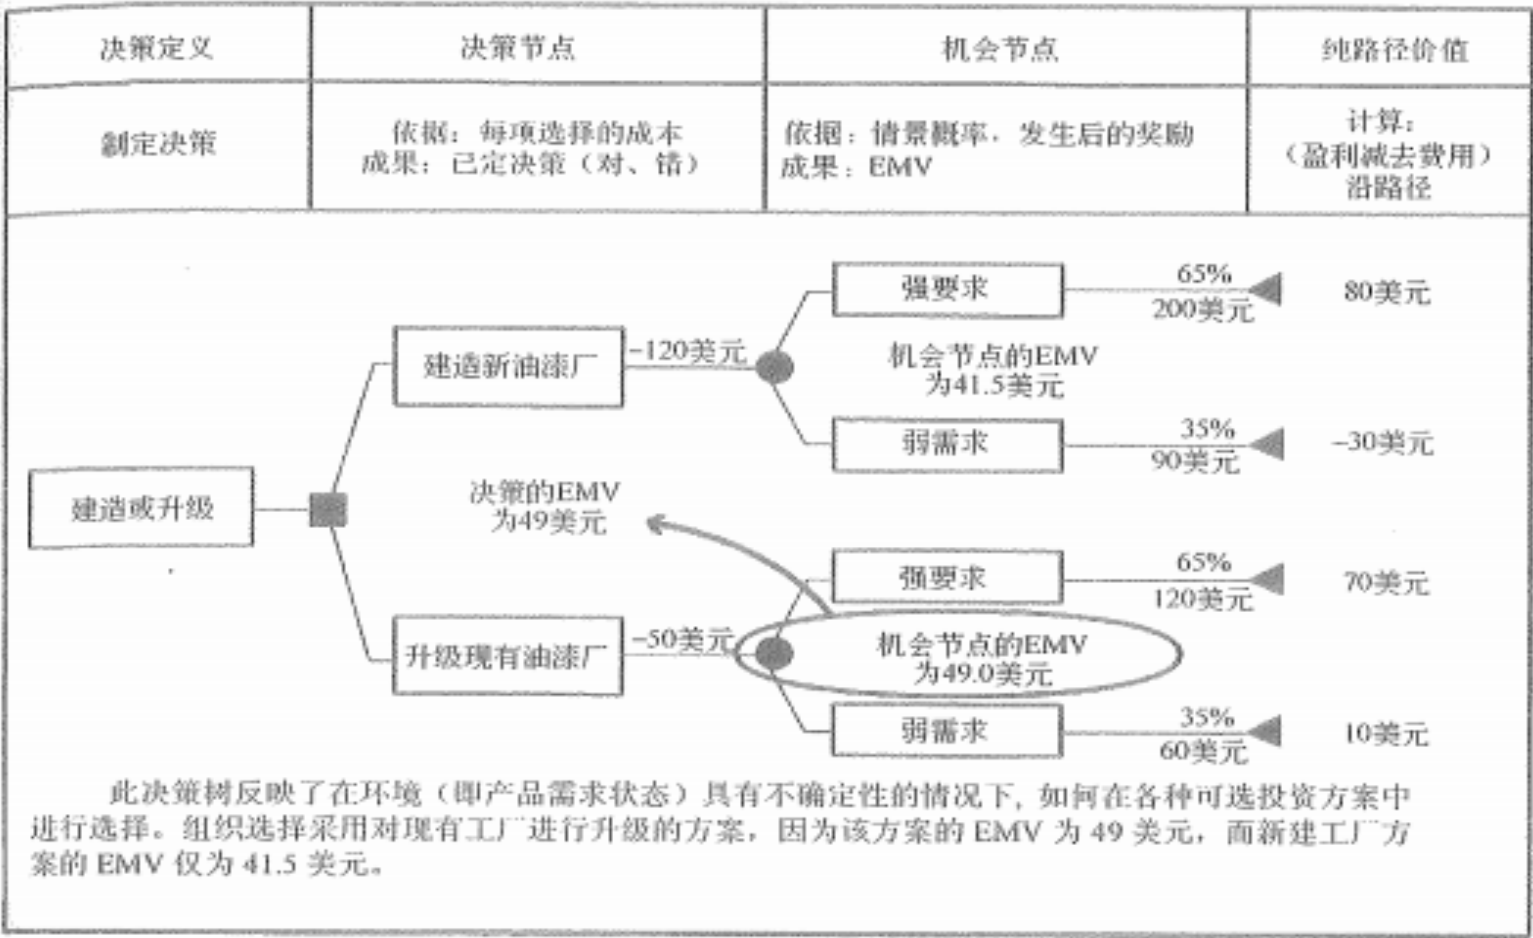 决策定义
决策节点
机会节点
纯路径价值
制定决策
依据：每项选择的成本
成果：已定决策（对、错）
依据：情景概率，发生后的奖励
成果：EMV
计算：
（盈利减去费用）
沿路径
强要求
65%
200美元
80美元
建造新油漆厂
-120美元
机会节点的EMV
为41.5美元
弱需求
35%
90美元
-30美元
建造或升级
决策的EMV
为49美元
强要求
65%
120美元
70美元
升级现有油漆厂
-50美元
机会节点的EMV
为49.0美元
弱需求
35%
60美元
10美元
此决策树反映了在环境（即产品需求状态）具有不确定性的情况下，如何在各种可选投资方案中
进行选择。组织选择采用对现有工厂进行升级的方案，因为该方案的 EMV 为 49 美元，而新建工厂方
案的 EMV 仅为 41.5 美元。